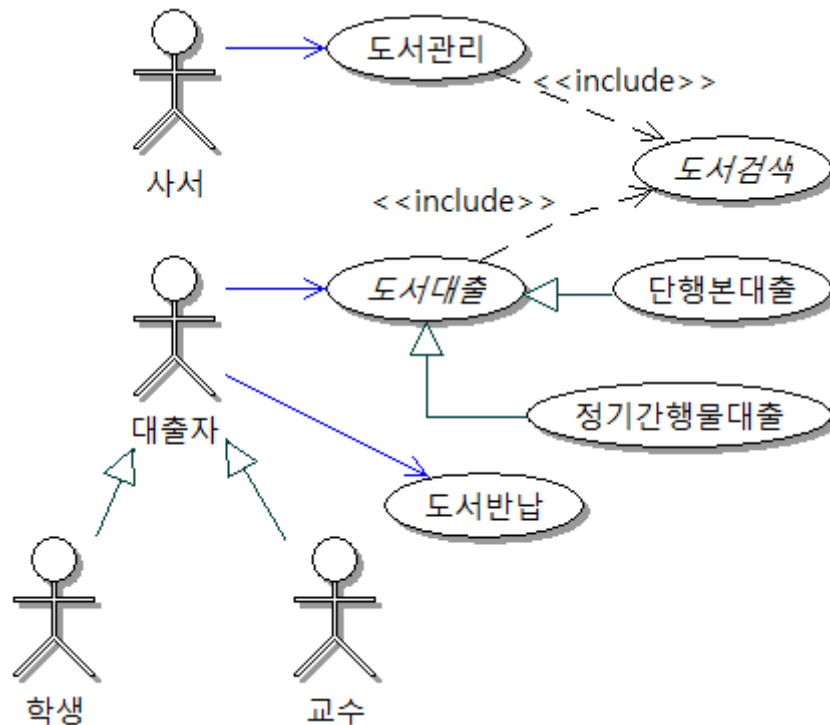 도서관리
<<include>>
도서검색
사서
<<include>>
도서대출
단행본대출
정기간행물대출
대출자
도서반납
학생
교수